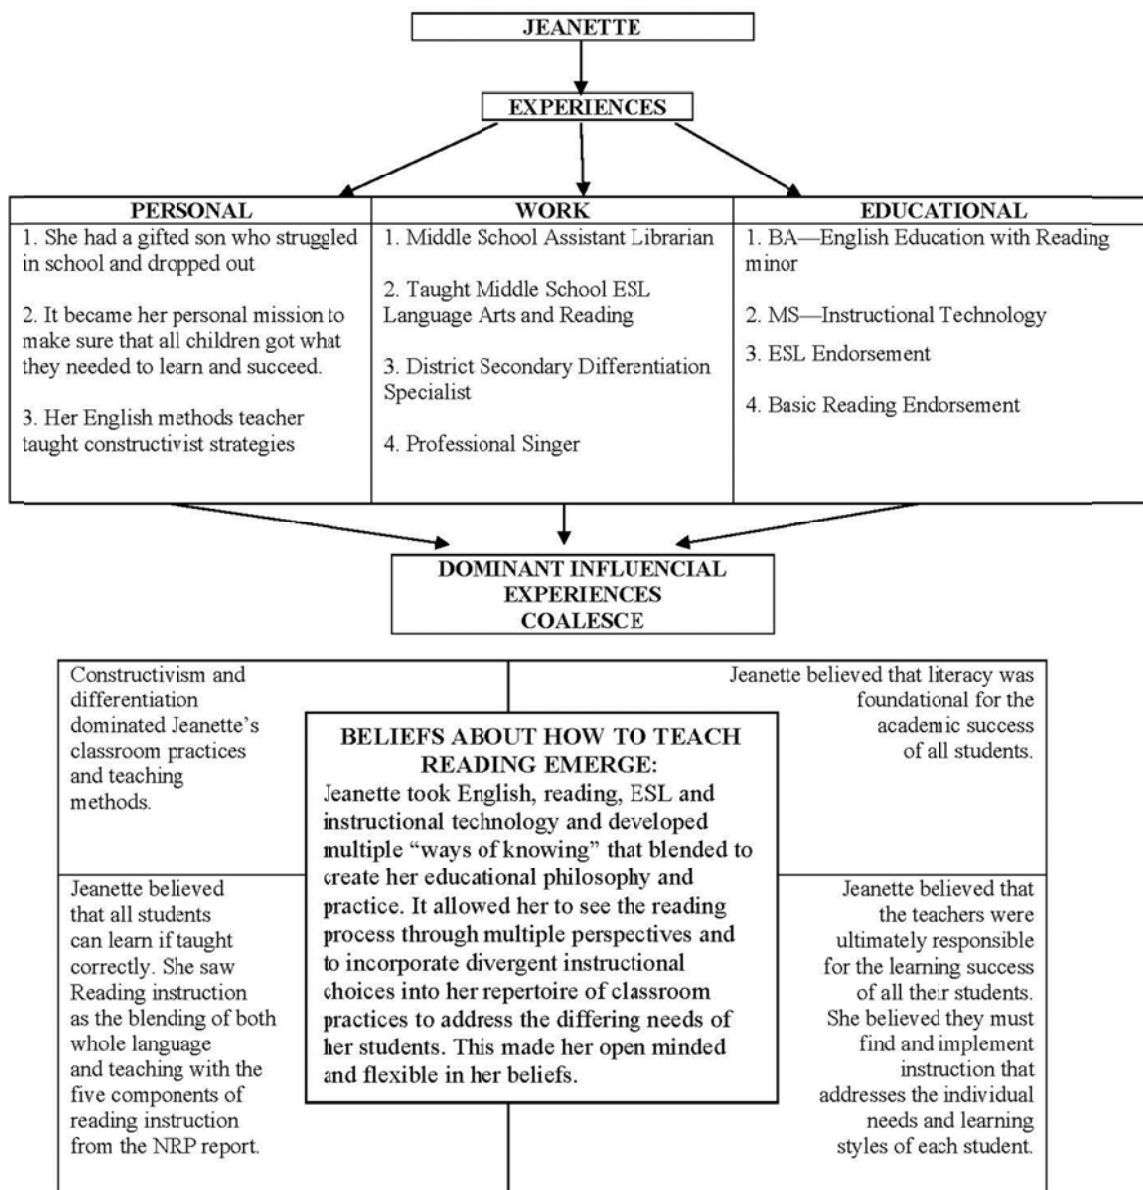 JEANETTE
EXPERIENCES
PERSONAL
1. She had a gifted son who struggled
in school and dropped out
2. It became her personal mission to
make sure that all children got what
they needed to learn and succeed.
3. Her English methods teacher
taught constructivist strategies
WORK
1. Middle School Assistant Librarian
2. Taught Middle School ESL
Language Arts and Reading
3. District Secondary Differentiation
Specialist
4. Professional Singer
EDUCATIONAL
1. BA—English Education with Reading
minor
2. MS—Instructional Technology
3. ESL Endorsement
4. Basic Reading Endorsement
DOMINANT INFLUENCIAL
EXPERIENCES
COALESCE
Constructivism and
differentiation
dominated Jeanette's
classroom practices
and teaching
methods.
Jeanette believed that literacy was
foundational for the
academic success
of all students.
BELIEFS ABOUT HOW TO TEACH
READING EMERGE:
Jeanette took English, reading, ESL and
instructional technology and developed
multiple “ways of knowing” that blended to
create her educational philosophy and
practice. It allowed her to see the reading
process through multiple perspectives and
to incorporate divergent instructional
choices into her repertoire of classroom
practices to address the differing needs of
her students. This made her open minded
and flexible in her beliefs.
Jeanette believed
that all students
can learn if taught
correctly. She saw
Reading instruction
as the blending of both
whole language
and teaching with the
five components of
reading instruction
from the NRP report.
Jeanette believed that
the teachers were
ultimately responsible
for the learning success
of all their students.
She believed they must
find and implement
instruction that
addresses the individual
needs and learning
styles of each student.